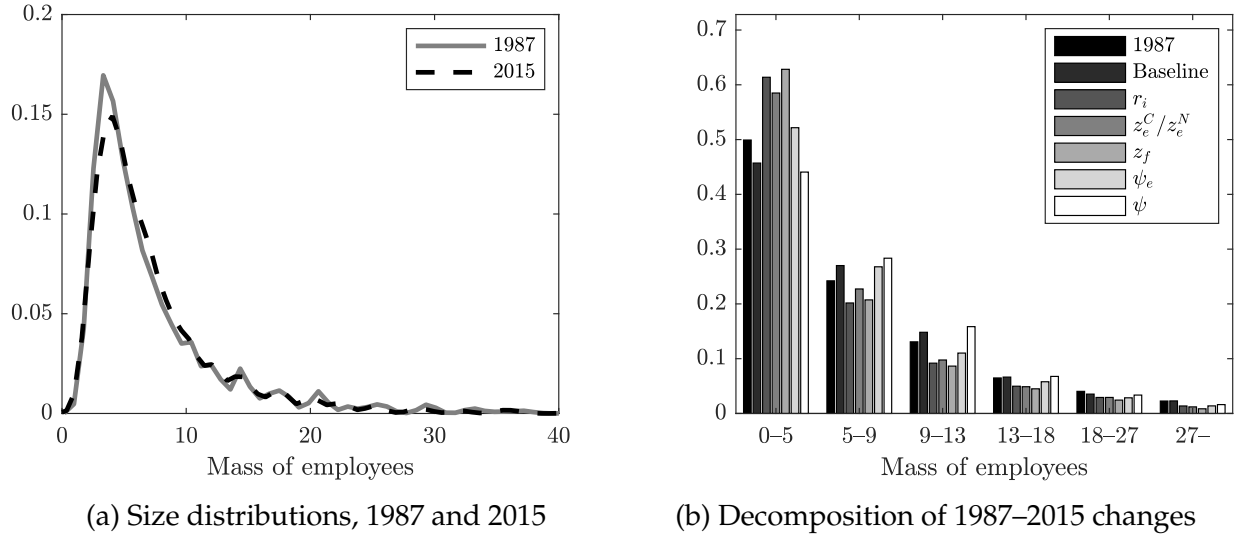 0.2
0.15
0.1
0.05
0
0
10
20
30
40
1987
2015
Mass of employees
(a) Size distributions, 1987 and 2015
0.7
0.6
0.5
0.4
0.3
0.2
0.1
0
1987
Baseline
r_i
z_e^C/z_e^N
z_f
ψ_e
ψ
0–5
5–9
9–13
13–18
18–27
27–
Mass of employees
(b) Decomposition of 1987–2015 changes